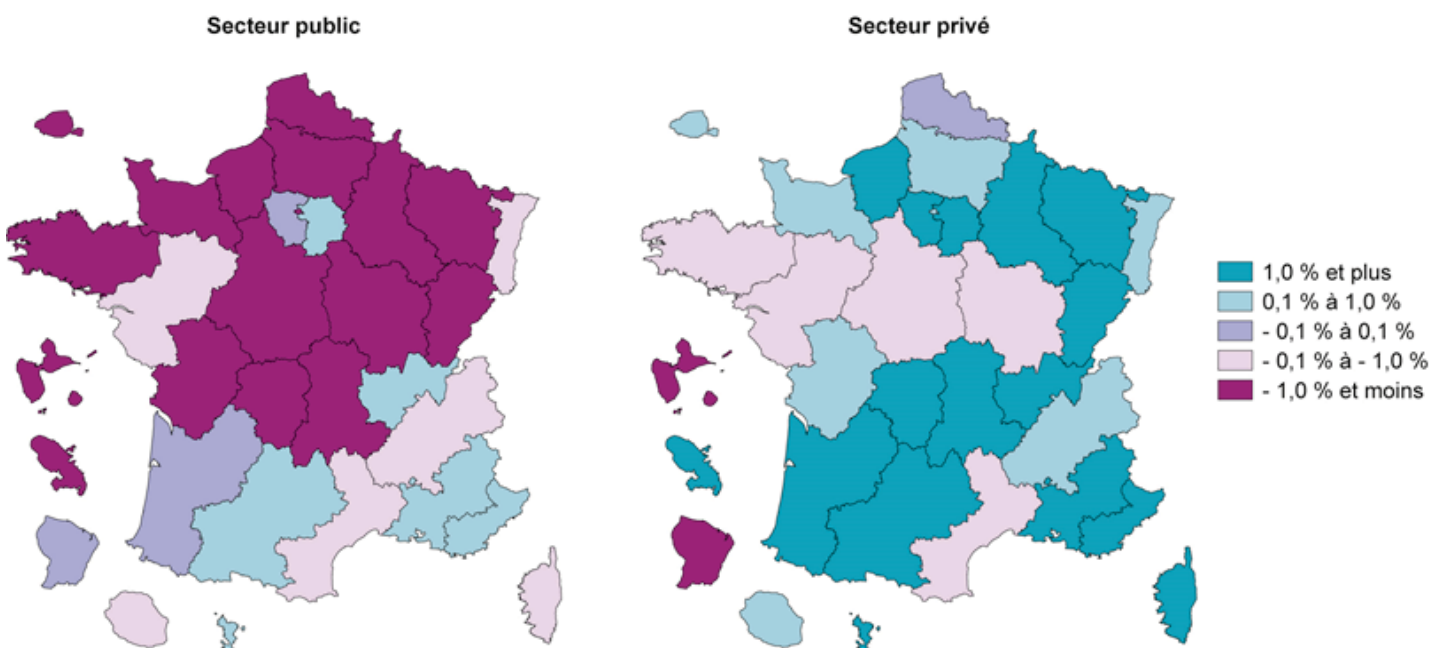 Secteur public
Secteur privé
1,0 % et plus
0,1 % à 1,0 %
- 0,1 % à 0,1 %
- 0,1 % à - 1,0 %
- 1,0 % et moins